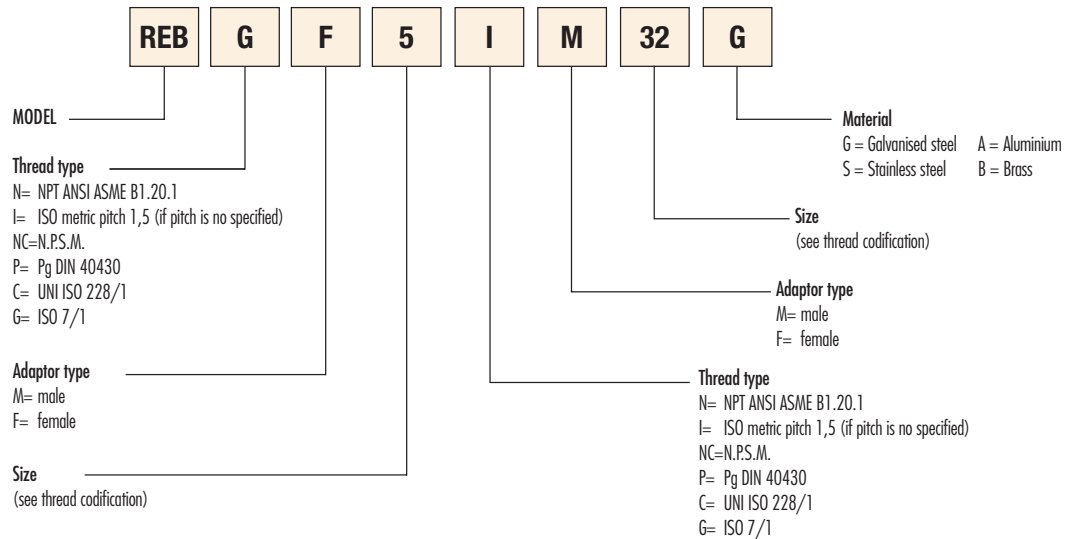 REB G F 5 I M 32 G
MODEL
Thread type
N= NPT ANSI ASME B1.20.1
I= ISO metric pitch 1,5 (if pitch is no specified)
NC=N.P.S.M.
P= Pg DIN 40430
C= UNI ISO 228/1
G= ISO 7/1
Adaptor type
M= male
F= female
Size
(see thread codification)
Material
G = Galvanised steel A = Aluminium
S = Stainless steel B = Brass
Size
(see thread codification)
Adaptor type
M= male
F= female
Thread type
N= NPT ANSI ASME B1.20.1
I= ISO metric pitch 1,5 (if pitch is no specified)
NC=N.P.S.M.
P= Pg DIN 40430
C= UNI ISO 228/1
G= ISO 7/1